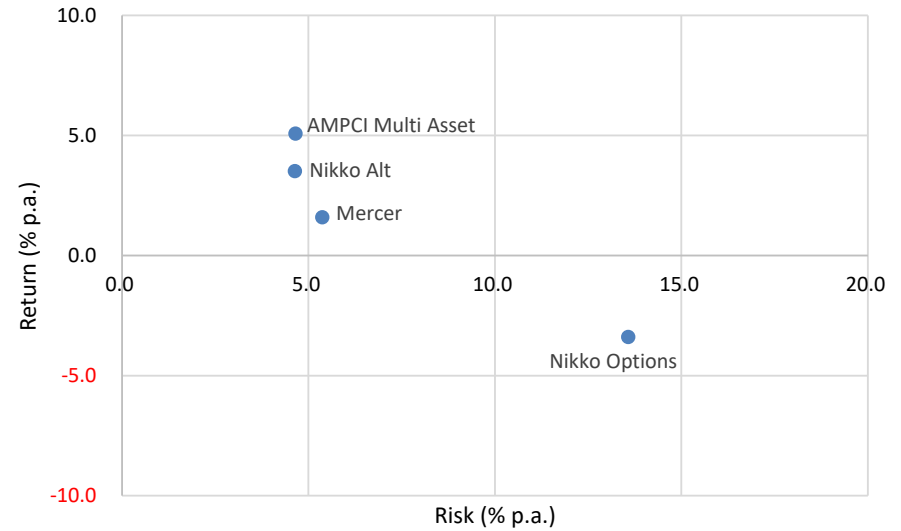 10.0
AMPCI Multi Asset
5.0
Nikko Alt
Mercer
0.0
0.0
5.0
10.0
15.0
20.0
Return (% p.a.)
Nikko Options
-5.0
-10.0
Risk (% p.a.)